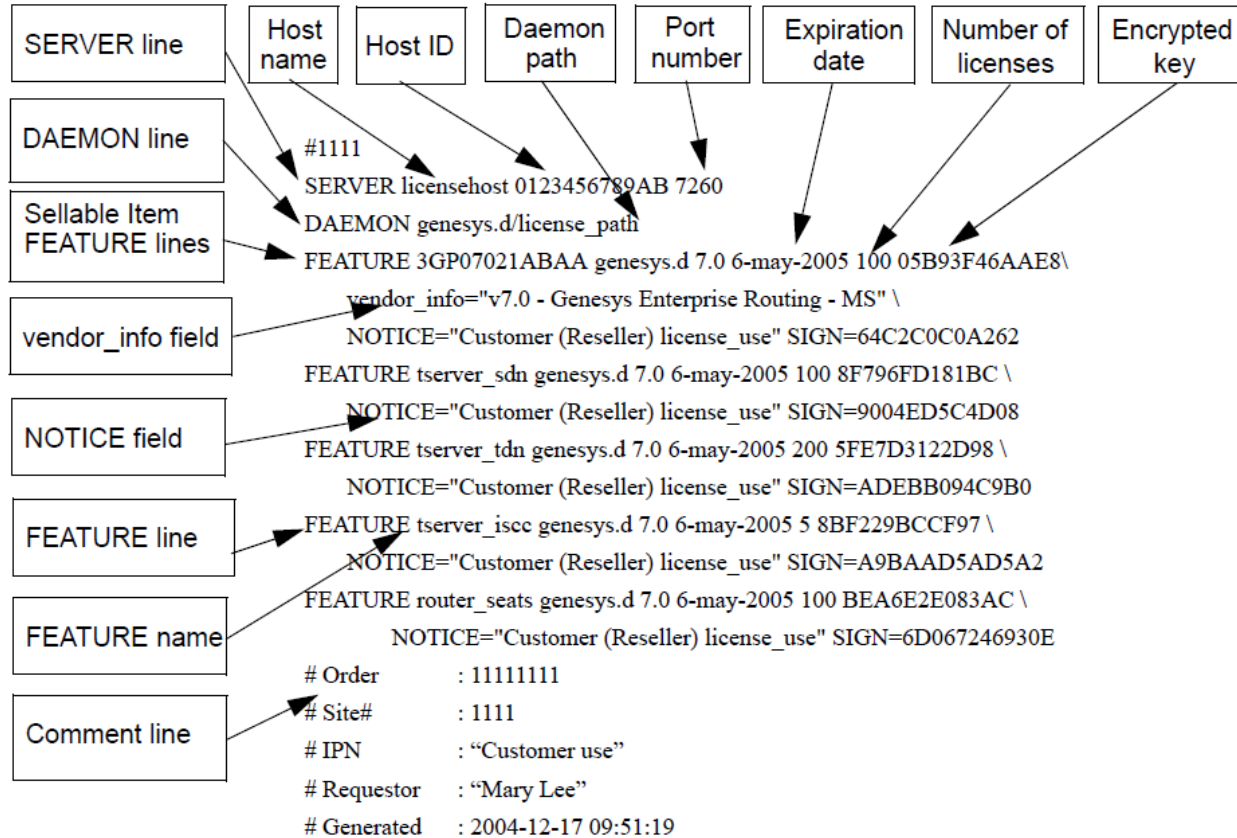 SERVER line
Host
name
Host ID
Daemon
path
Port
number
Expiration
date
Number of
licenses
Encrypted
key
DAEMON line
Sellable Item
FEATURE lines
vendor_info field
NOTICE field
FEATURE line
FEATURE name
Comment line
#1111
SERVER licensehost 0123456789AB 7260
DAEMON genesys.d/license_path
FEATURE 3GP07021ABAA genesys.d 7.0 6-may-2005 100 05B93F46AAE8\
vendor_info="v7.0 - Genesys Enterprise Routing - MS" \
NOTICE="Customer (Reseller) license_use" SIGN=64C2C0C0A262
FEATURE tserver_sdn genesys.d 7.0 6-may-2005 100 8F796FD181BC \
NOTICE="Customer (Reseller) license_use" SIGN=9004ED5C4D08
FEATURE tserver_tdn genesys.d 7.0 6-may-2005 200 5FE7D3122D98 \
NOTICE="Customer (Reseller) license_use" SIGN=ADEBB094C9B0
FEATURE tserver_iscc genesys.d 7.0 6-may-2005 5 8BF229BCCF97 \
NOTICE="Customer (Reseller) license_use" SIGN=A9BAAD5AD5A2
FEATURE router_seats genesys.d 7.0 6-may-2005 100 BEA6E2E083AC \
NOTICE="Customer (Reseller) license_use" SIGN=6D067246930E
# Order : 11111111
# Site# : 1111
# IPN : “Customer use”
# Requestor : “Mary Lee”
# Generated : 2004-12-17 09:51:19